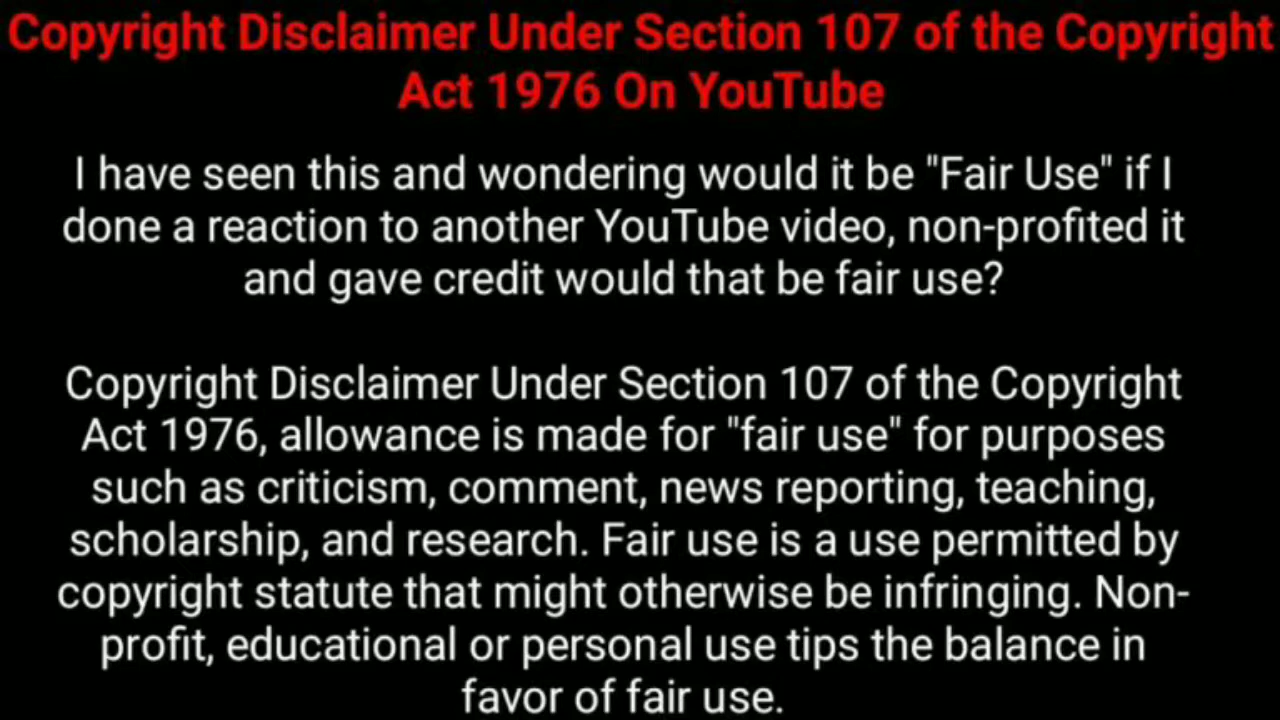 Copyright Disclaimer Under Section 107 of the Copyright
Act 1976 On YouTube
I have seen this and wondering would it be "Fair Use" if I
done a reaction to another YouTube video, non-profited it
and gave credit would that be fair use?
Copyright Disclaimer Under Section 107 of the Copyright
Act 1976, allowance is made for "fair use" for purposes
such as criticism, comment, news reporting, teaching,
scholarship, and research. Fair use is a use permitted by
copyright statute that might otherwise be infringing. Non-
profit, educational or personal use tips the balance in
favor of fair use.